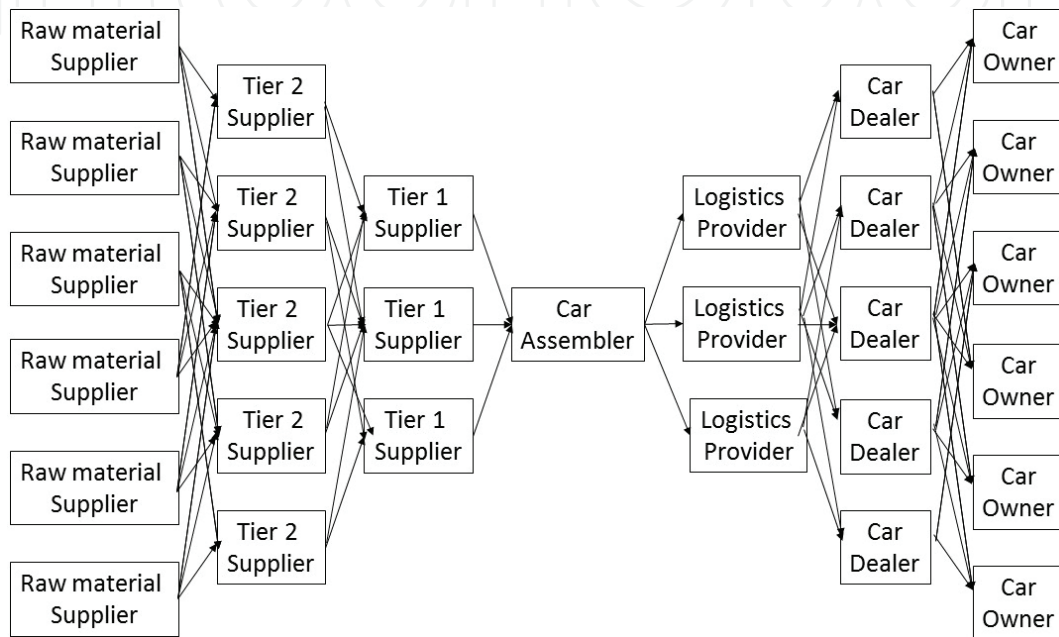 Raw material
Supplier
Raw material
Supplier
Raw material
Supplier
Raw material
Supplier
Raw material
Supplier
Raw material
Supplier
Tier 2
Supplier
Tier 2
Supplier
Tier 2
Supplier
Tier 2
Supplier
Tier 2
Supplier
Tier 1
Supplier
Tier 1
Supplier
Tier 1
Supplier
Car
Assembler
Logistics
Provider
Logistics
Provider
Logistics
Provider
Car
Dealer
Car
Dealer
Car
Dealer
Car
Dealer
Car
Dealer
Car
Owner
Car
Owner
Car
Owner
Car
Owner
Car
Owner
Car
Owner